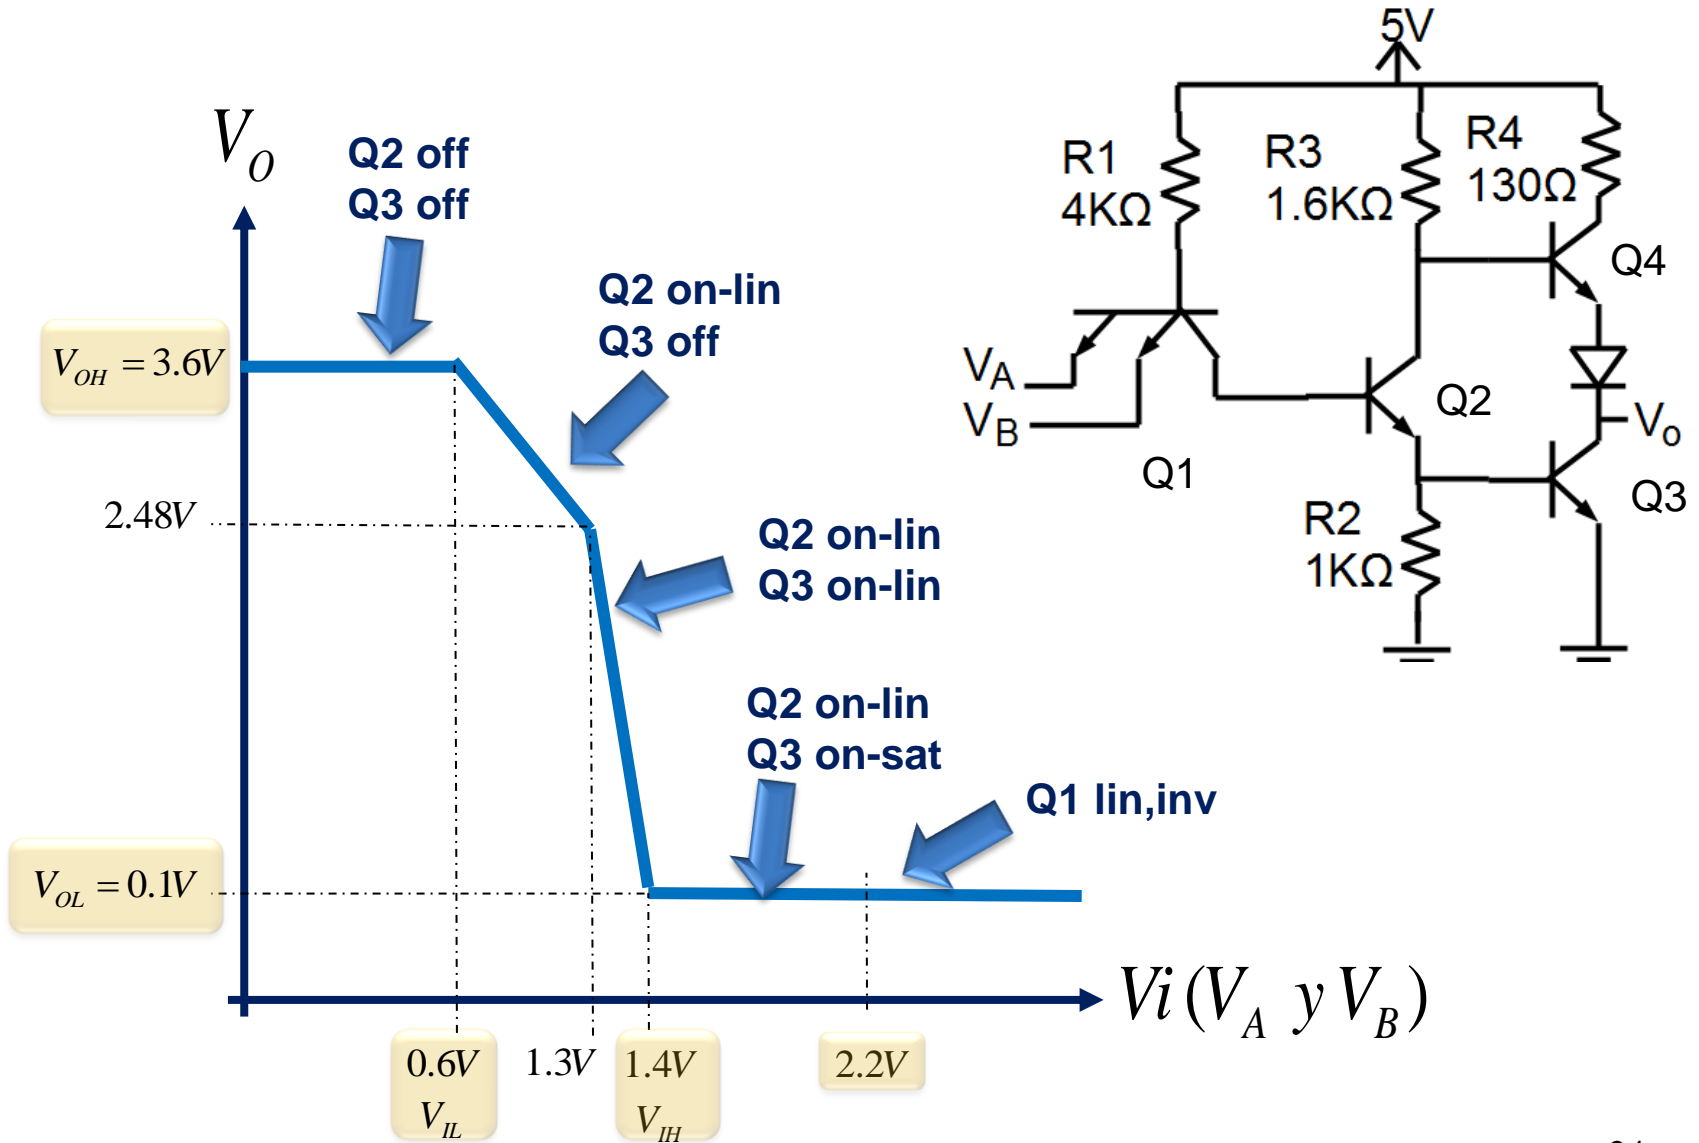 V_O
Q2 off
Q3 off
Q2 on-lin
Q3 off
V_OH = 3.6V
2.48V
Q2 on-lin
Q3 on-lin
Q2 on-lin
Q3 on-sat
Q1 lin,inv
V_OL = 0.1V
Vi (V_A y V_B)
0.6V
V_IL
1.3V
1.4V
V_IH
2.2V
5V
R1
4KΩ
R3
1.6KΩ
R4
130Ω
Q4
V_A
V_B
Q1
Q2
V_o
Q3
R2
1KΩ